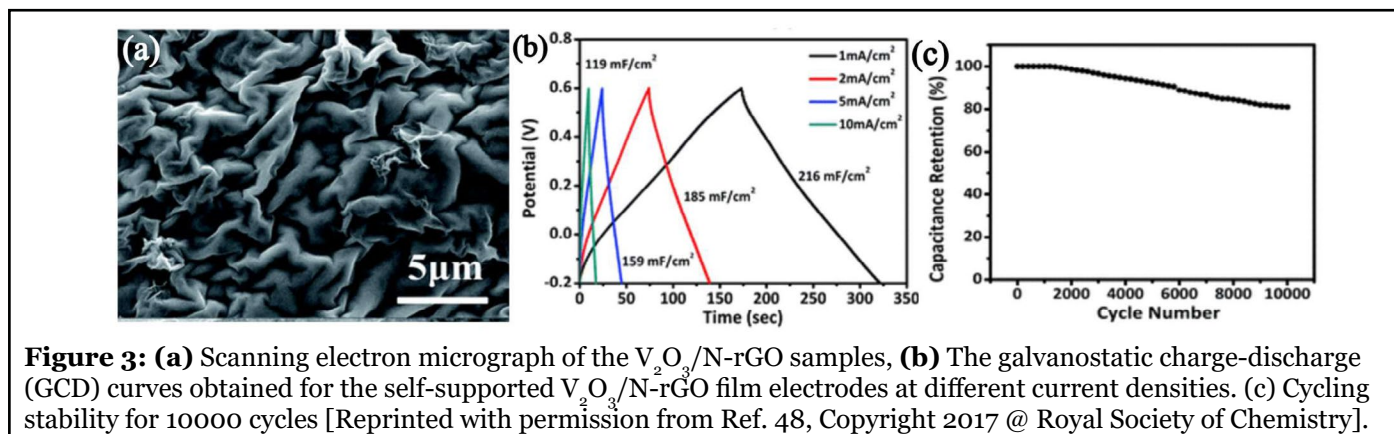 (a)
5µm
(b)
0.8
0.6
0.4
0.2
0.0
-0.2
Potential (V)
119 mF/cm²
1mA/cm²
2mA/cm²
5mA/cm²
10mA/cm²
216 mF/cm²
185 mF/cm²
159 mF/cm²
0 50 100 150 200 250 300 350
Time (sec)
(c)
100
80
60
40
20
0
Capacitance Retention (%)
0 2000 4000 6000 8000 10000
Cycle Number
Figure 3: (a) Scanning electron micrograph of the V₂O₃/N-rGO samples, (b) The galvanostatic charge-discharge
(GCD) curves obtained for the self-supported V₂O₃/N-rGO film electrodes at different current densities. (c) Cycling
stability for 10000 cycles [Reprinted with permission from Ref. 48, Copyright 2017 @ Royal Society of Chemistry].